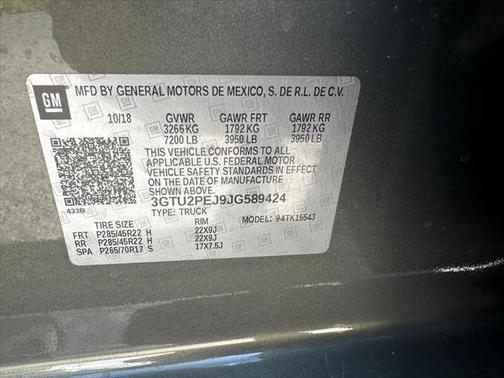 GM
MFD BY GENERAL MOTORS DE MEXICO, S. DE R.L. DE C.V.
10/18 GVWR GAWR FRT GAWR RR
3266 KG 1792 KG 1792 KG
7200 LB 3950 LB 3950 LB
THIS VEHICLE CONFORMS TO ALL
APPLICABLE U.S. FEDERAL MOTOR
VEHICLE SAFETY STANDARDS IN EFFECT
ON THE DATE OF MANUFACTURE
SHOWN ABOVE.
433B 3GTU2PEJ9JG589424
TYPE: TRUCK MODEL: 94TK15543
TIRE SIZE RIM
FRT P285/45R22 H 22X9J
RR P285/45R22 H 22X9J
SPA P265/70R17 S 17X7.5J